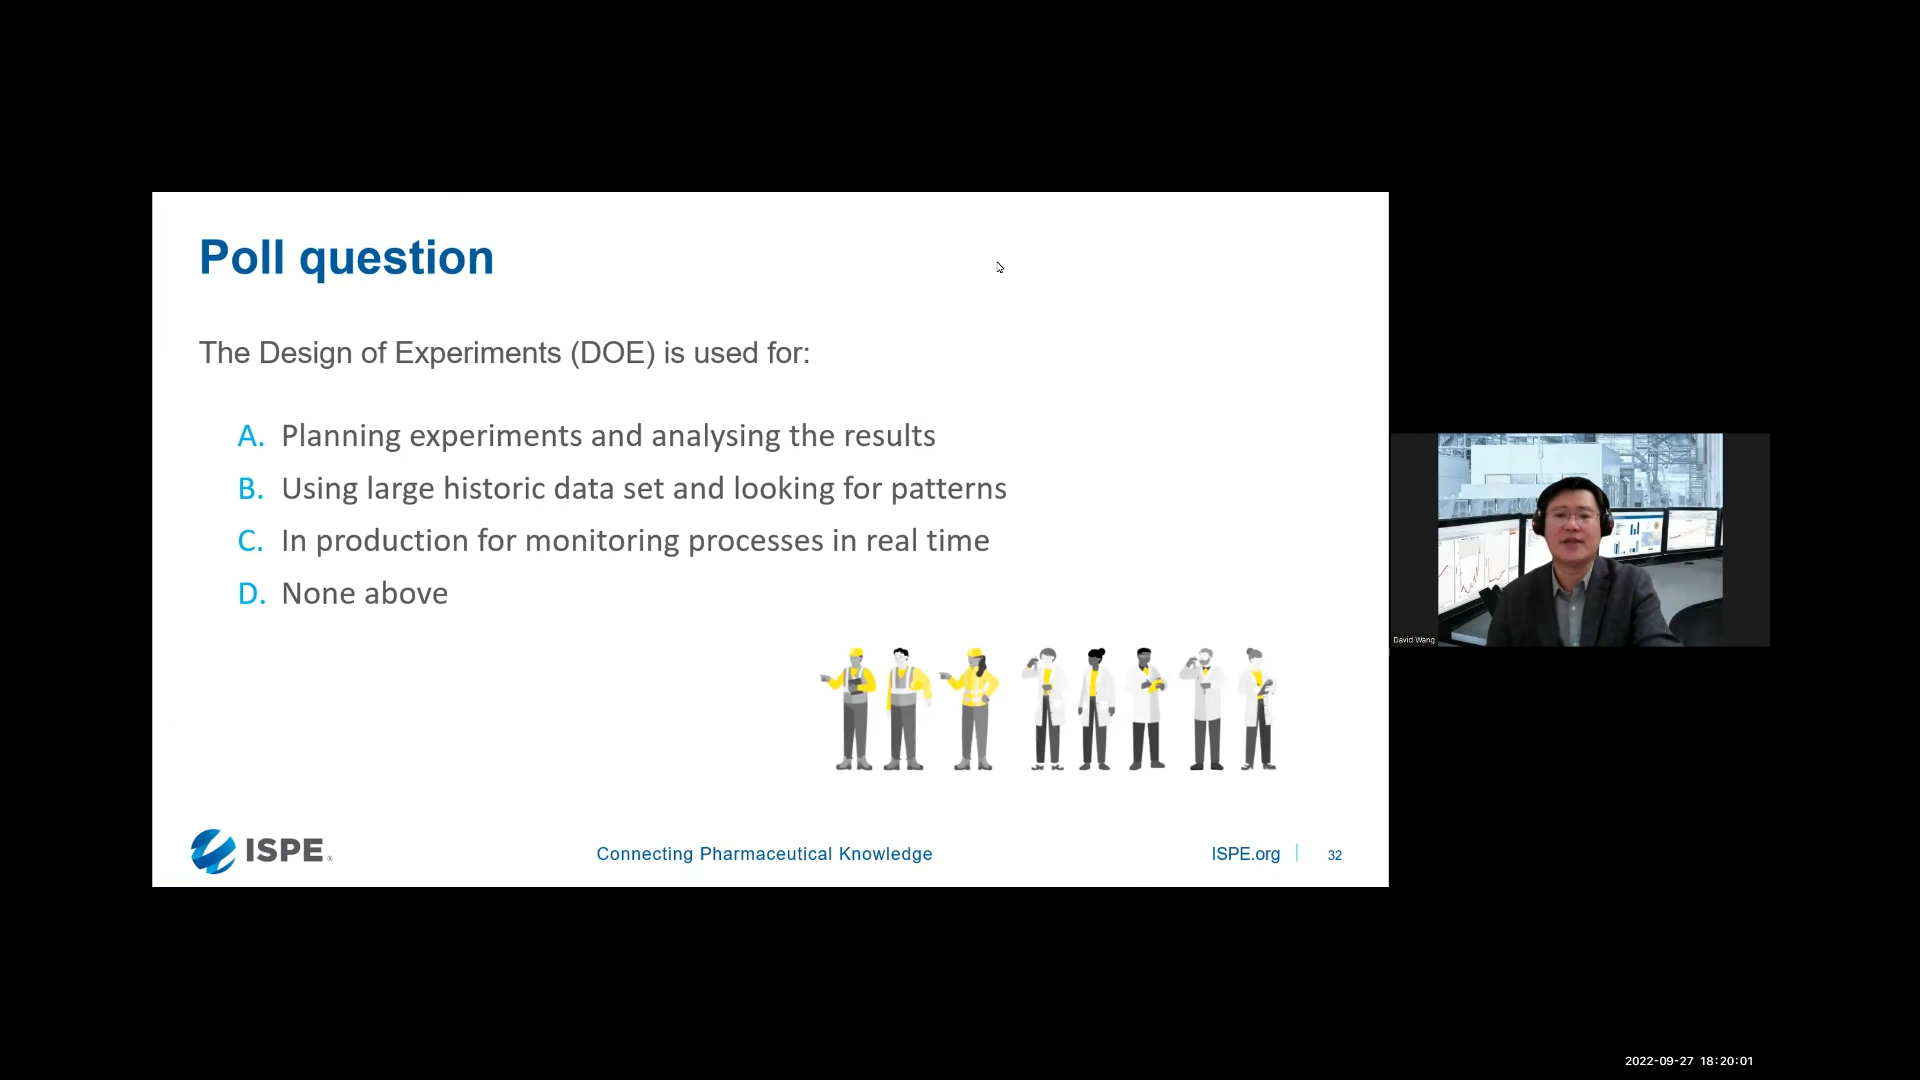 Poll question
The Design of Experiments (DOE) is used for:
A. Planning experiments and analysing the results
B. Using large historic data set and looking for patterns
C. In production for monitoring processes in real time
D. None above
David Wang
ISPE®
Connecting Pharmaceutical Knowledge
ISPE.org
32
2022-09-27 18:20:01